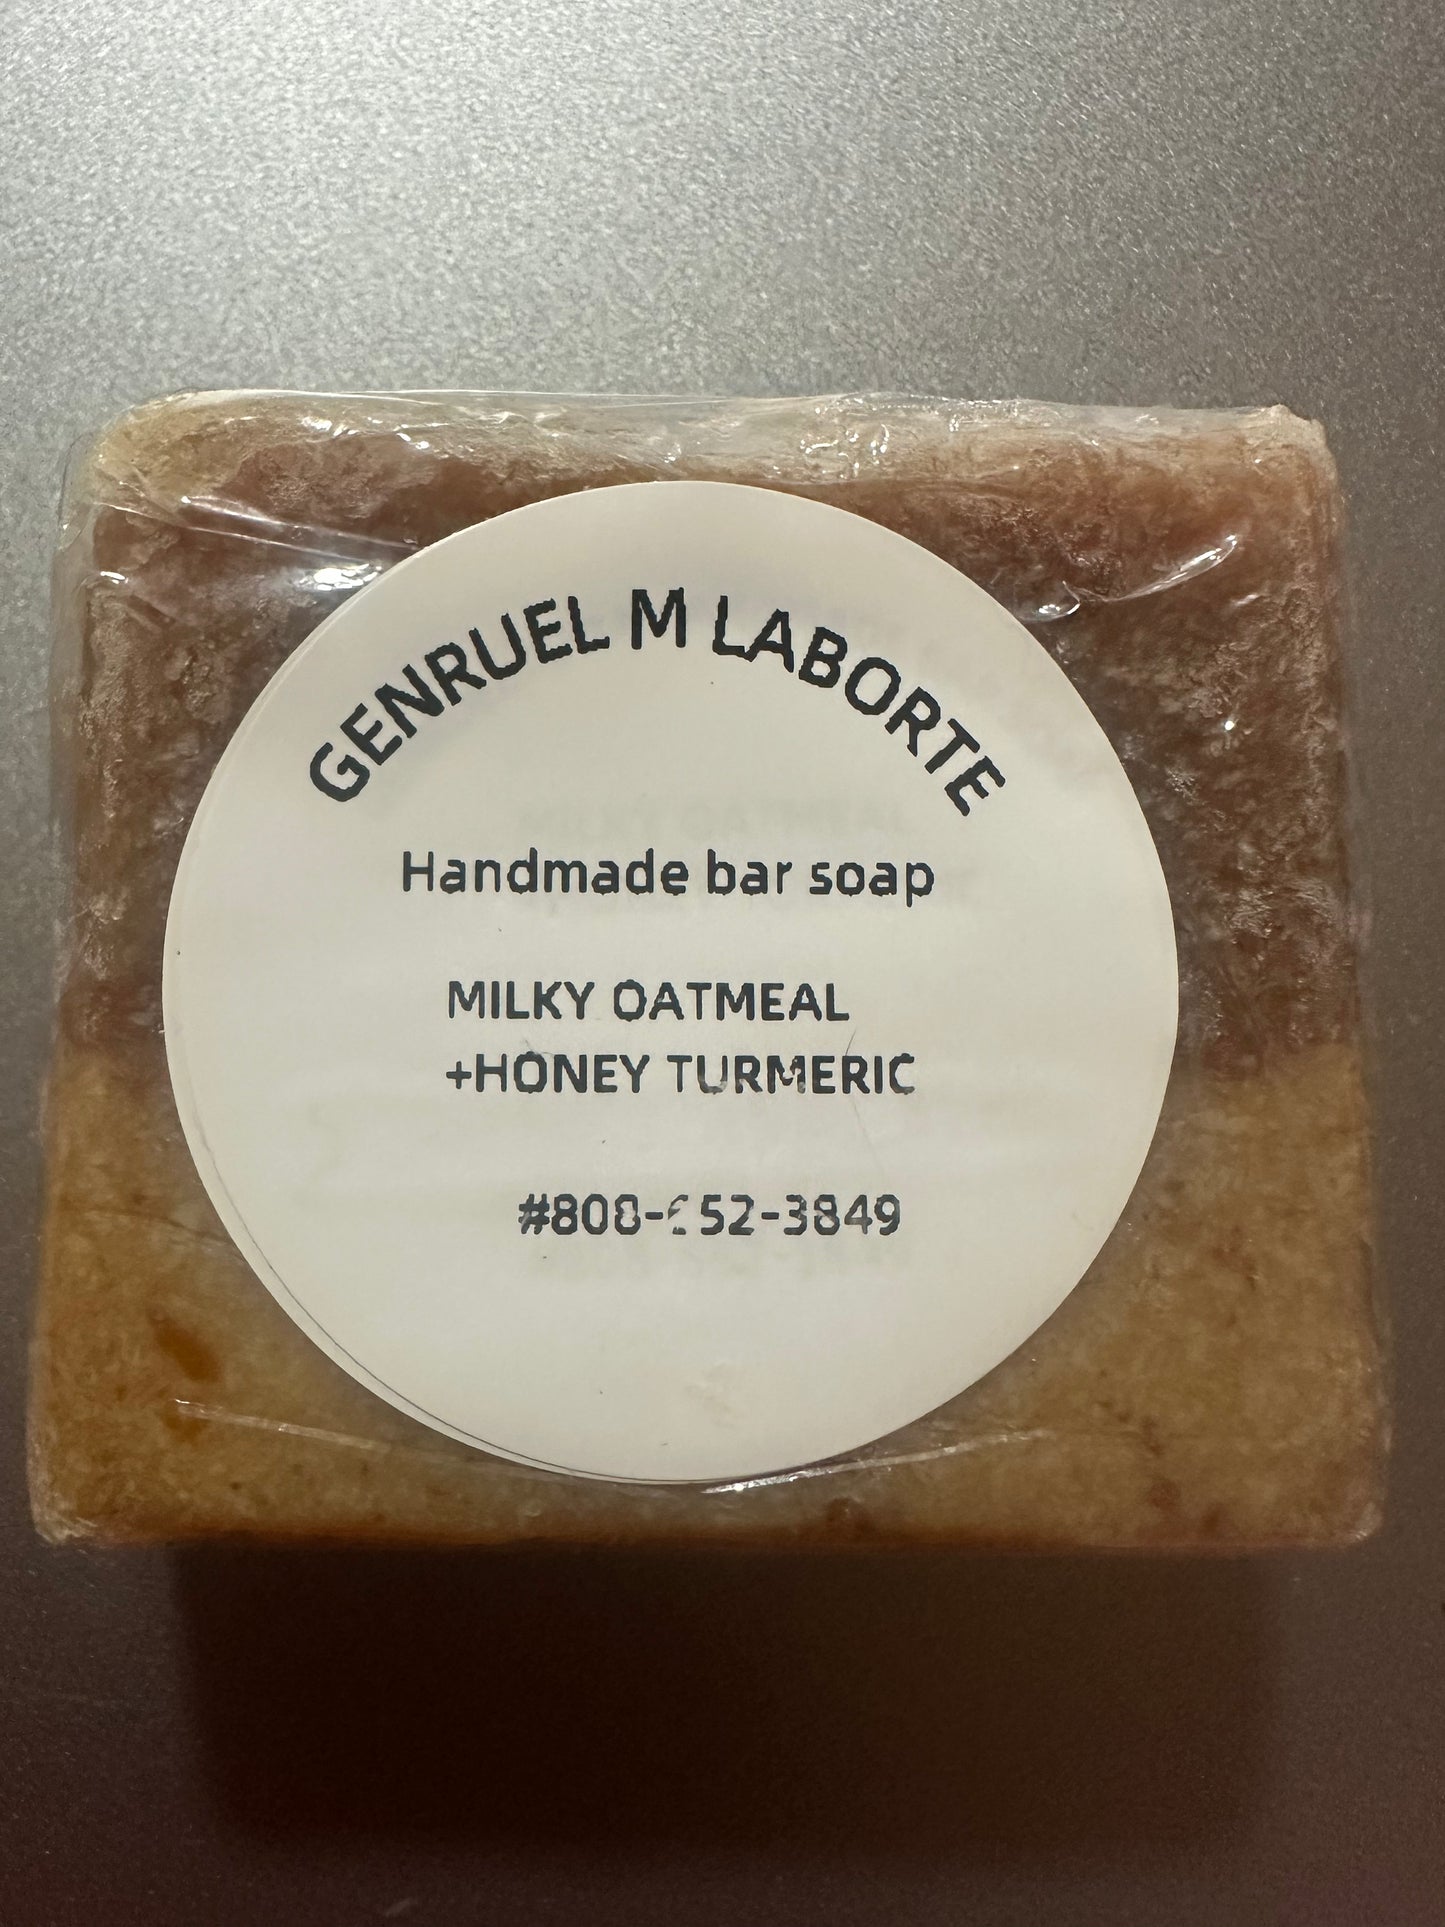 GENRUEL M LABORTE
Handmade bar soap
MILKY OATMEAL
+HONEY TURMERIC